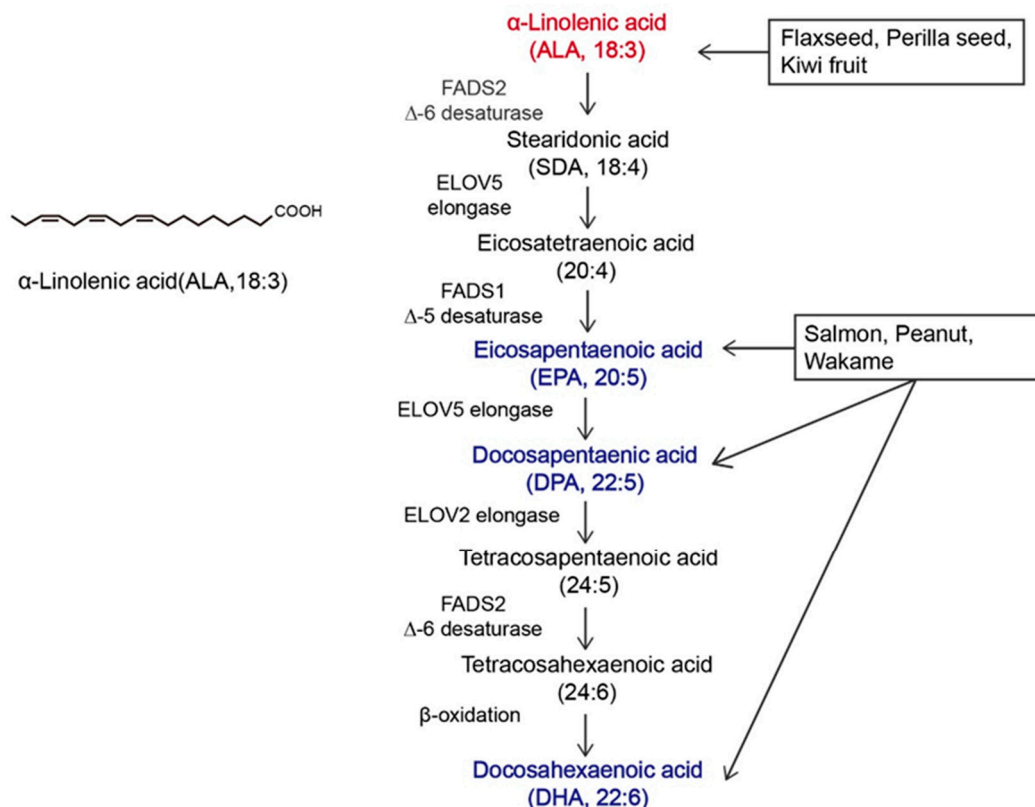 α-Linolenic acid
(ALA, 18:3)
Flaxseed, Perilla seed,
Kiwi fruit
FADS2
Δ-6 desaturase
Stearidonic acid
(SDA, 18:4)
ELOV5
elongase
COOH
α-Linolenic acid(ALA,18:3)
Eicosatetraenoic acid
(20:4)
FADS1
Δ-5 desaturase
Eicosapentaenoic acid
(EPA, 20:5)
Salmon, Peanut,
Wakame
ELOV5 elongase
Docosapentaenic acid
(DPA, 22:5)
ELOV2 elongase
Tetracosapentaenoic acid
(24:5)
FADS2
Δ-6 desaturase
Tetracosahexaenoic acid
(24:6)
β-oxidation
Docosahexaenoic acid
(DHA, 22:6)